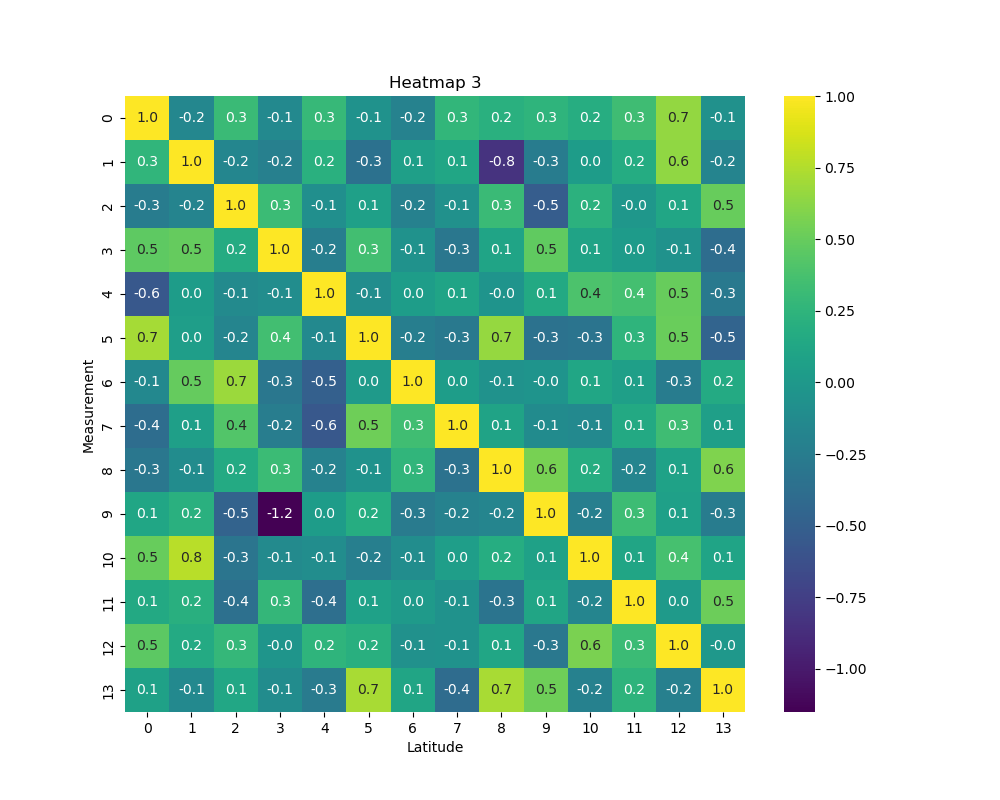 Heatmap 3
0 1.0 -0.2 0.3 -0.1 0.3 -0.1 -0.2 0.3 0.2 0.3 0.2 0.3 0.7 -0.1
1 0.3 1.0 -0.2 -0.2 0.2 -0.3 0.1 0.1 -0.8 -0.3 0.0 0.2 0.6 -0.2
2 -0.3 -0.2 1.0 0.3 -0.1 0.1 -0.2 -0.1 0.3 -0.5 0.2 -0.0 0.1 0.5
3 0.5 0.5 0.2 1.0 -0.2 0.3 -0.1 -0.3 0.1 0.5 0.1 0.0 -0.1 -0.4
4 -0.6 0.0 -0.1 -0.1 1.0 -0.1 0.0 0.1 -0.0 0.1 0.4 0.4 0.5 -0.3
5 0.7 0.0 -0.2 0.4 -0.1 1.0 -0.2 -0.3 0.7 -0.3 -0.3 0.3 0.5 -0.5
6 -0.1 0.5 0.7 -0.3 -0.5 0.0 1.0 0.0 -0.1 -0.0 0.1 0.1 -0.3 0.2
7 -0.4 0.1 0.4 -0.2 -0.6 0.5 0.3 1.0 0.1 -0.1 -0.1 0.1 0.3 0.1
8 -0.3 -0.1 0.2 0.3 -0.2 -0.1 0.3 -0.3 1.0 0.6 0.2 -0.2 0.1 0.6
9 0.1 0.2 -0.5 -1.2 0.0 0.2 -0.3 -0.2 -0.2 1.0 -0.2 0.3 0.1 -0.3
10 0.5 0.8 -0.3 -0.1 -0.1 -0.2 -0.1 0.0 0.2 0.1 1.0 0.1 0.4 0.1
11 0.1 0.2 -0.4 0.3 -0.4 0.1 0.0 -0.1 -0.3 0.1 -0.2 1.0 0.0 0.5
12 0.5 0.2 0.3 -0.0 0.2 0.2 -0.1 -0.1 0.1 -0.3 0.6 0.3 1.0 -0.0
13 0.1 -0.1 0.1 -0.1 -0.3 0.7 0.1 -0.4 0.7 0.5 -0.2 0.2 -0.2 1.0
0 1 2 3 4 5 6 7 8 9 10 11 12 13
Latitude
Measurement
1.00
0.75
0.50
0.25
0.00
−0.25
−0.50
−0.75
−1.00